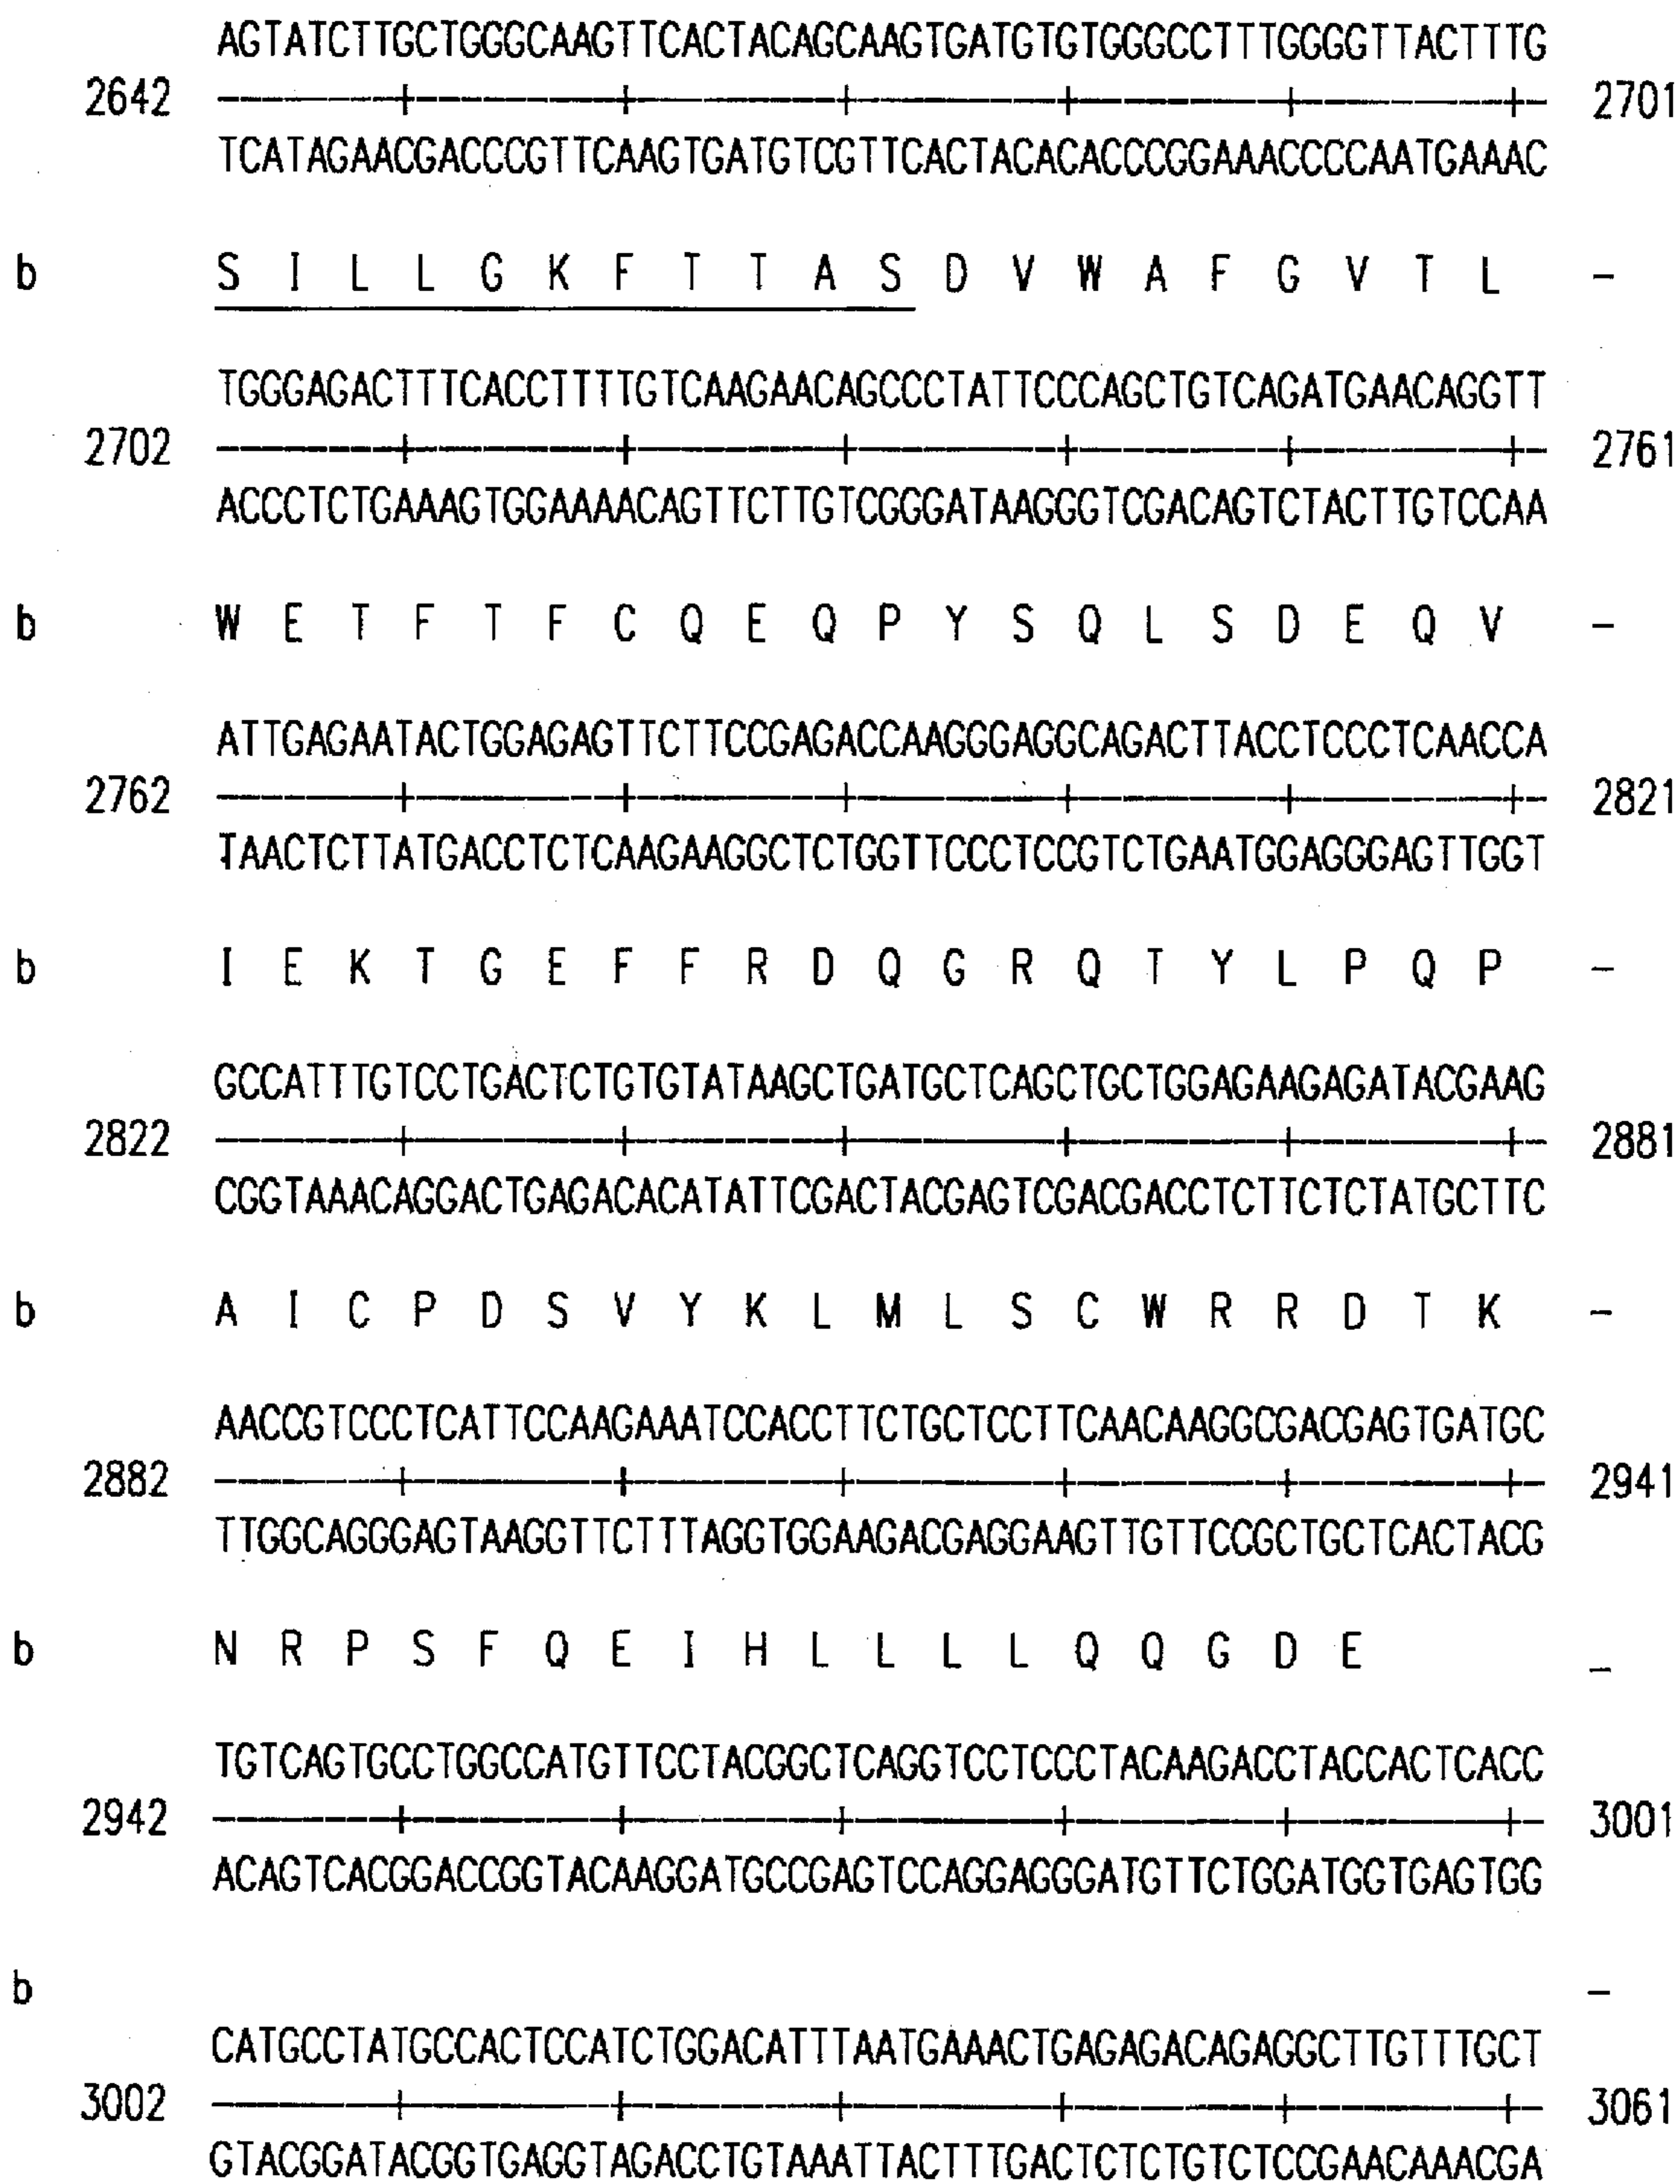 AGTATCTTGCTGGGCAAGTTCACTACAGCAAGTGATGTGTGGGCCTTTGGGGTTACTTTG
2642 --------+---------+---------+---------+---------+---------+- 2701
TCATAGAACGACCCGTTCAAGTGATGTCGTTCACTACACACCCGGAAACCCCAATGAAAC
b S I L L G K F T T A S D V W A F G V T L -
TGGGAGACTTTCACCTTTTGTCAAGAACAGCCCTATTCCCAGCTGTCAGATGAACAGGTT
2702 --------+---------+---------+---------+---------+---------+- 2761
ACCCTCTGAAAGTGGAAAACAGTTCTTGTCGGGATAAGGGTCGACAGTCTACTTGTCCAA
b W E T F T F C Q E Q P Y S Q L S D E Q V -
ATTGAGAATACTGGAGAGTTCTTCCGAGACCAAGGGAGGCAGACTTACCTCCCTCAACCA
2762 --------+---------+---------+---------+---------+---------+- 2821
TAACTCTTATGACCTCTCAAGAAGGCTCTGGTTCCCTCCGTCTGAATGGAGGGAGTTGGT
b I E K T G E F F R D Q G R Q T Y L P Q P -
GCCATTTGTCCTGACTCTGTGTATAAGCTGATGCTCAGCTGCTGGAGAAGAGATACGAAG
2822 --------+---------+---------+---------+---------+---------+- 2881
CGGTAAACAGGACTGAGACACATATTCGACTACGAGTCGACGACCTCTTCTCTATGCTTC
b A I C P D S V Y K L M L S C W R R D T K -
AACCGTCCCTCATTCCAAGAAATCCACCTTCTGCTCCTTCAACAAGGCGACGAGTGATGC
2882 --------+---------+---------+---------+---------+---------+- 2941
TTGGCAGGGAGTAAGGTTCTTTAGGTGGAAGACGAGGAAGTTGTTCCGCTGCTCACTACG
b N R P S F Q E I H L L L L Q Q G D E -
TGTCAGTGCCTGGCCATGTTCCTACGGCTCAGGTCCTCCCTACAAGACCTACCACTCACC
2942 --------+---------+---------+---------+---------+---------+- 3001
ACAGTCACGGACCGGTACAAGGATGCCGAGTCCAGGAGGGATGTTCTGGATGGTGAGTGG
b -
CATGCCTATGCCACTCCATCTGGACATTTAATGAAACTGAGAGACAGAGGCTTGTTTGCT
3002 --------+---------+---------+---------+---------+---------+- 3061
GTACGGATACGGTGAGGTAGACCTGTAAATTACTTTGACTCTCTGTCTCCGAACAAACGA